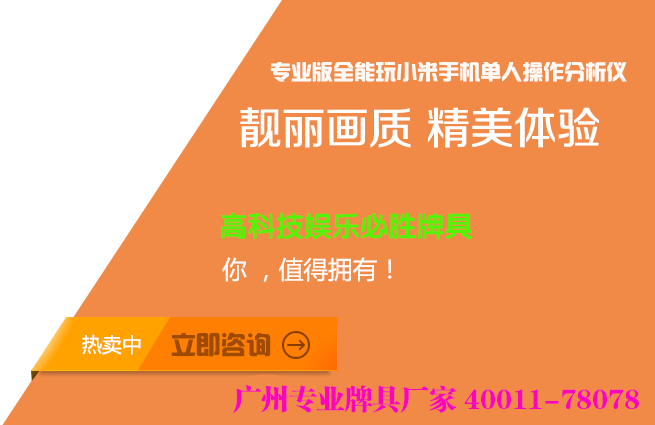 专业版全能玩小米手机单人操作分析仪
靓丽画质 精美体验
高科技娱乐必胜牌具
你 ，值得拥有！
热卖中 立即咨询
广州专业牌具厂家 40011-78078